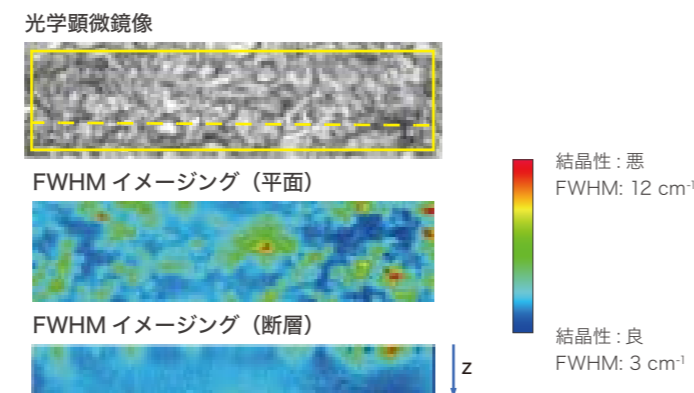 光学顕微鏡像
FWHM イメージング（平面）
FWHM イメージング（断層）
z
結晶性 : 悪
FWHM: 12 cm⁻¹
結晶性 : 良
FWHM: 3 cm⁻¹